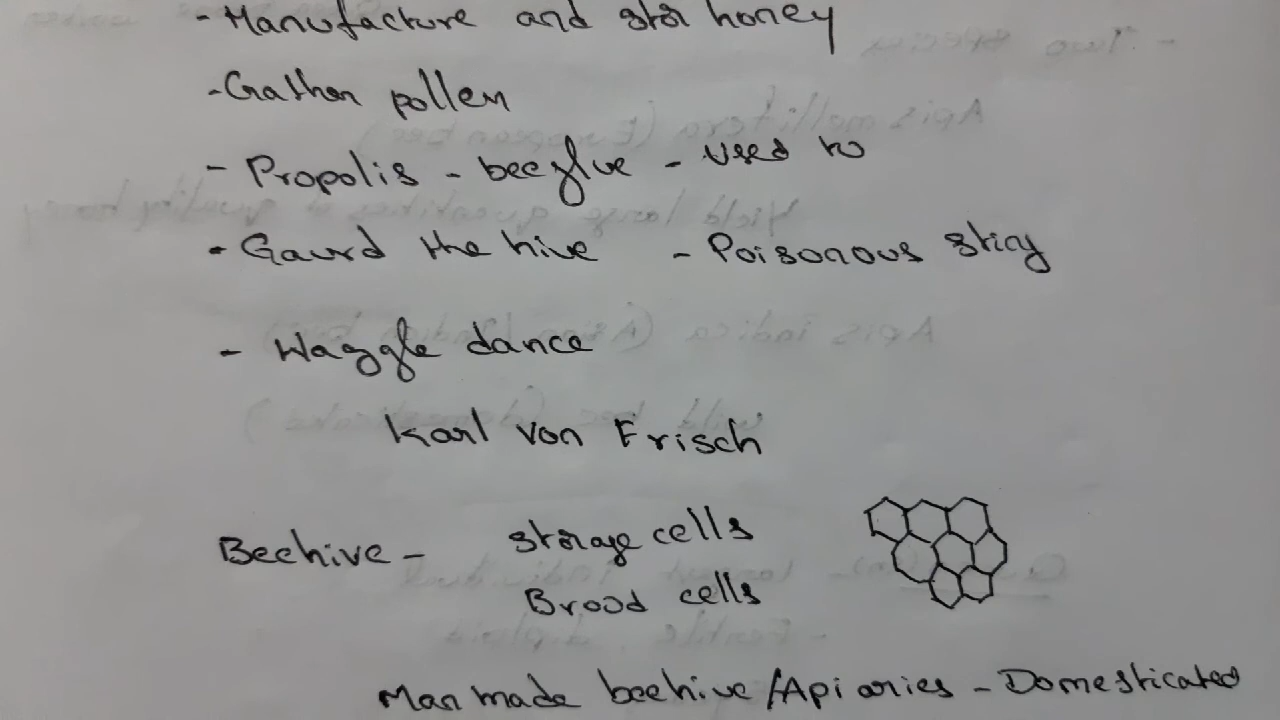 - Manufacture and stor honey
- Gather pollen
- Propolis - beeglue - used to
- Gaurd the hive - Poisonous sting
- Waggle dance
Karl von Frisch
Beehive - storage cells
Brood cells
Man made beehive/Apiaries - Domesticated